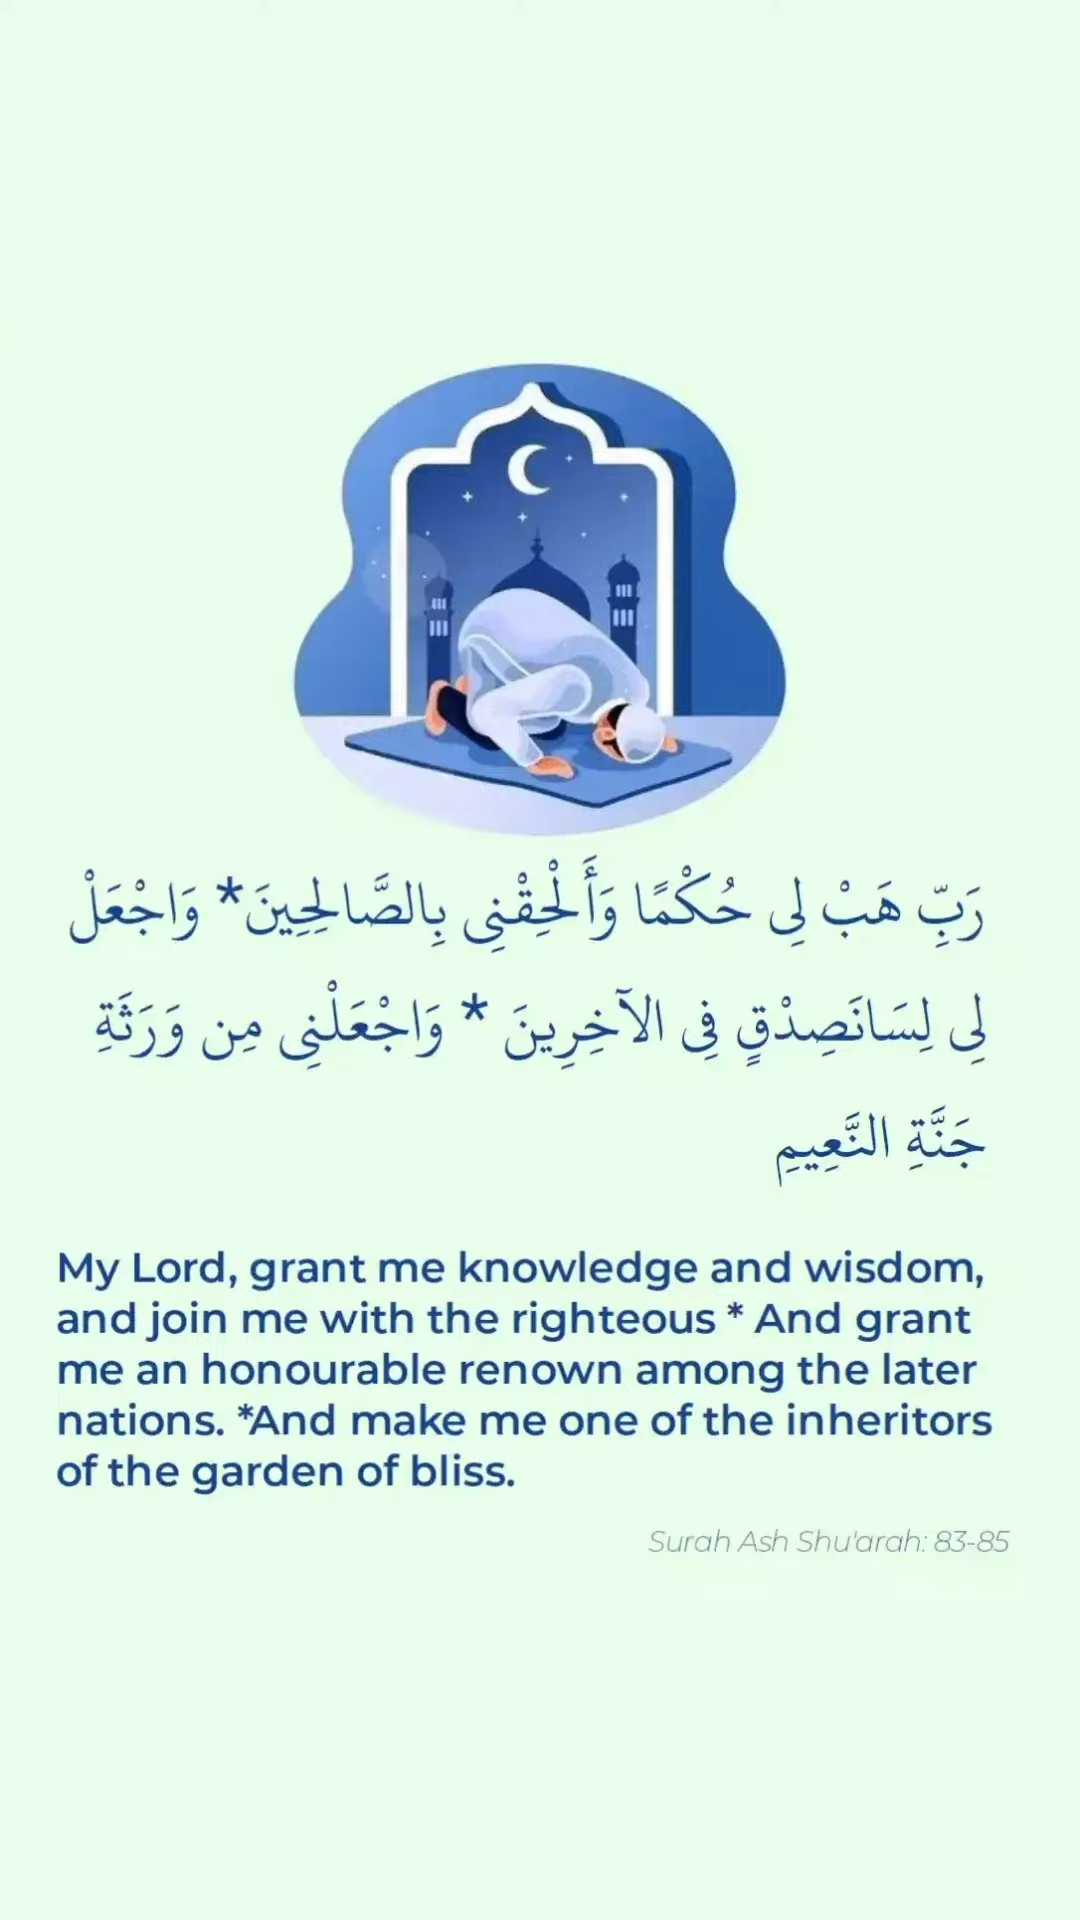 رَبِّ هَبْ لِى حُكْمًا وَأَلْحِقْنِى بِالصَّالِحِينَ* وَاجْعَلْ
لِى لِسَانَصِدْقٍ فِى الآخِرِينَ * وَاجْعَلْنِى مِن وَرَثَةِ
جَنَّةِ النَّعِيمِ
My Lord, grant me knowledge and wisdom,
and join me with the righteous * And grant
me an honourable renown among the later
nations. *And make me one of the inheritors
of the garden of bliss.
Surah Ash Shu'arah: 83-85